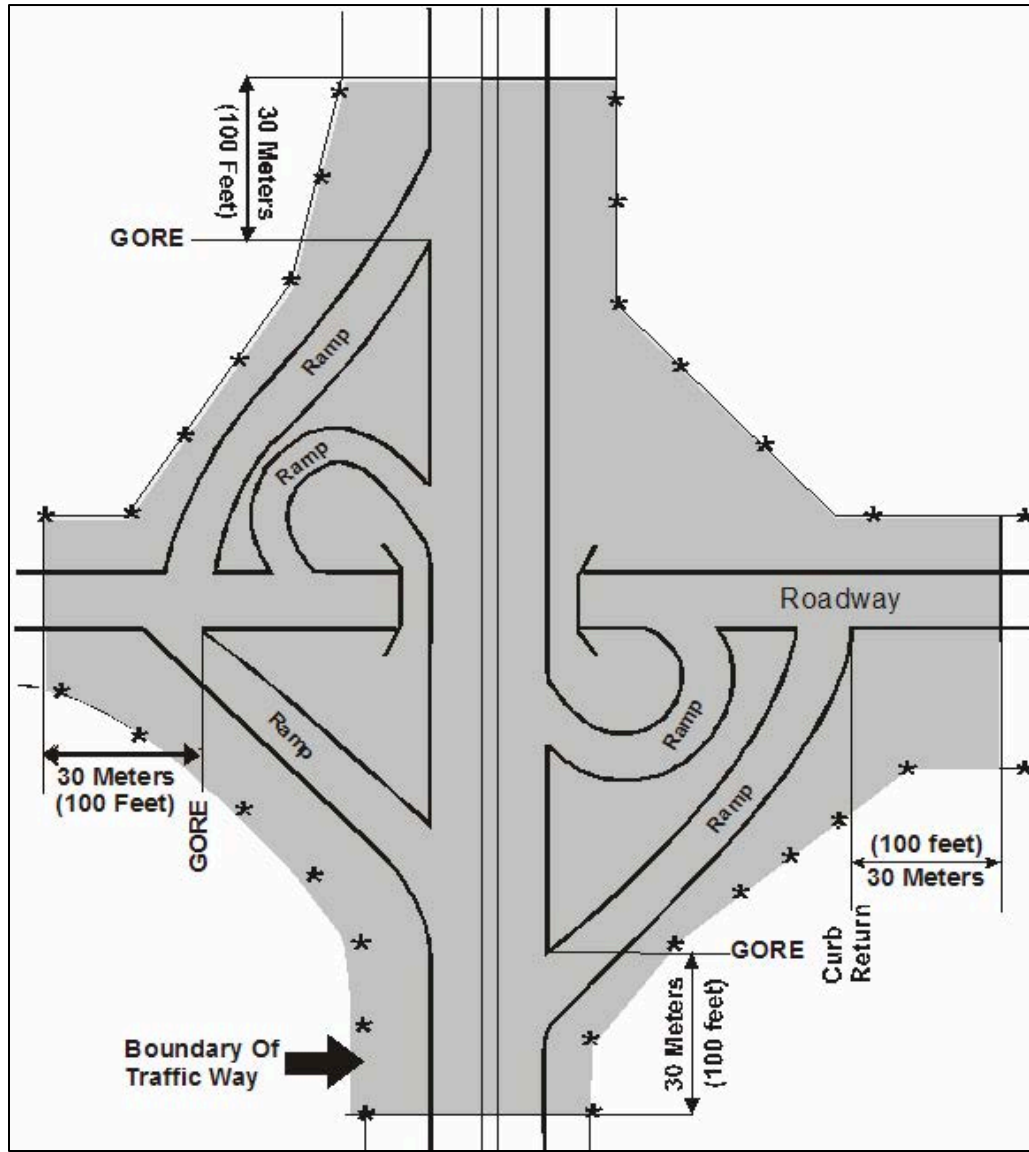 30 Meters
(100 Feet)
GORE
Ramp
Ramp
Roadway
Ramp
Ramp
Ramp
30 Meters
(100 Feet)
GORE
(100 feet)
30 Meters
Curb
Return
GORE
30 Meters
(100 feet)
Boundary Of
Traffic Way